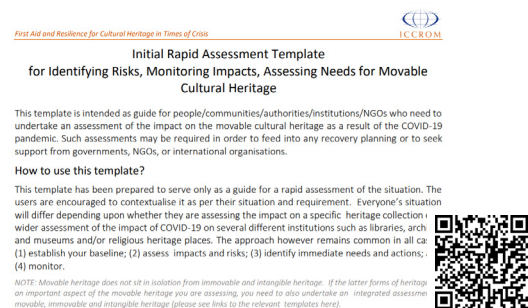 First Aid and Resilience for Cultural Heritage in Times of Crisis
ICCROM
Initial Rapid Assessment Template
for Identifying Risks, Monitoring Impacts, Assessing Needs for Movable
Cultural Heritage
This template is intended as guide for people/communities/authorities/institutions/NGOs who need to
undertake an assessment of the impact on the movable cultural heritage as a result of the COVID-19
pandemic. Such assessments may be required in order to feed into any recovery planning or to seek
support from governments, NGOs, or international organisations.
How to use this template?
This template has been prepared to serve only as a guide for a rapid assessment of the situation. The
users are encouraged to contextualise it as per their situation and requirement. Everyone's situation
will differ depending upon whether they are assessing the impact on a specific heritage collection
wider assessment of the impact of COVID-19 on several different institutions such as libraries,
and museums and/or religious heritage places. The approach however remains common in all
(1) establish your baseline; (2) assess impacts and risks; (3) identify immediate needs and actions;
(4) monitor.
NOTE: Movable heritage does not sit in isolation from immovable and intangible heritage. If the latter forms of
an important aspect of the movable heritage you are assessing, you need to also undertake an integrated
movable, immovable and intangible heritage (please see links to the relevant templates here).